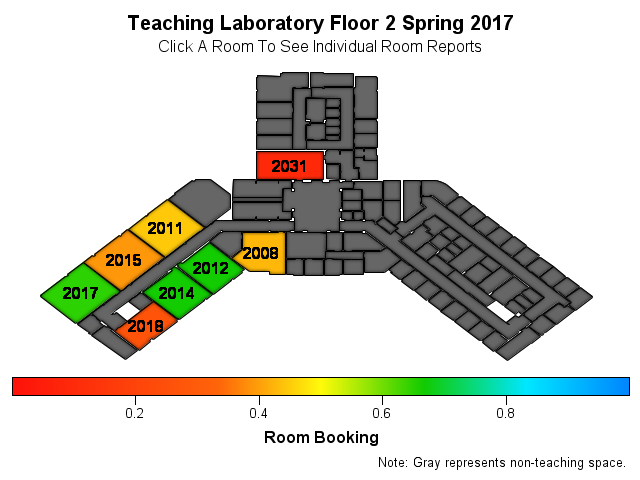 Teaching Laboratory Floor 2 Spring 2017
Click A Room To See Individual Room Reports
2031
2011
2015
2012
2008
2017
2014
2018
0.2 0.4 0.6 0.8
Room Booking
Note: Gray represents non-teaching space.